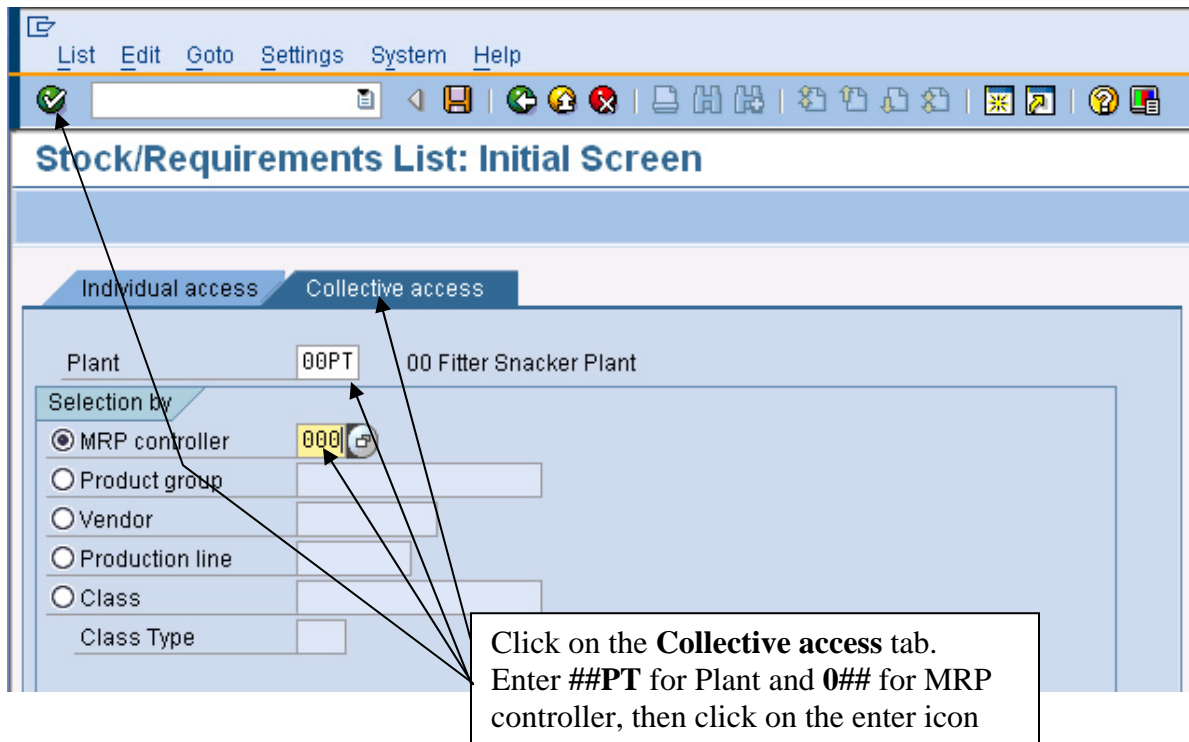 List Edit Goto Settings System Help
Stock/Requirements List: Initial Screen
Individual access Collective access
Plant 00PT 00 Fitter Snacker Plant
Selection by
MRP controller 000
Product group
Vendor
Production line
Class
Class Type
Click on the Collective access tab.
Enter ##PT for Plant and 0## for MRP
controller, then click on the enter icon